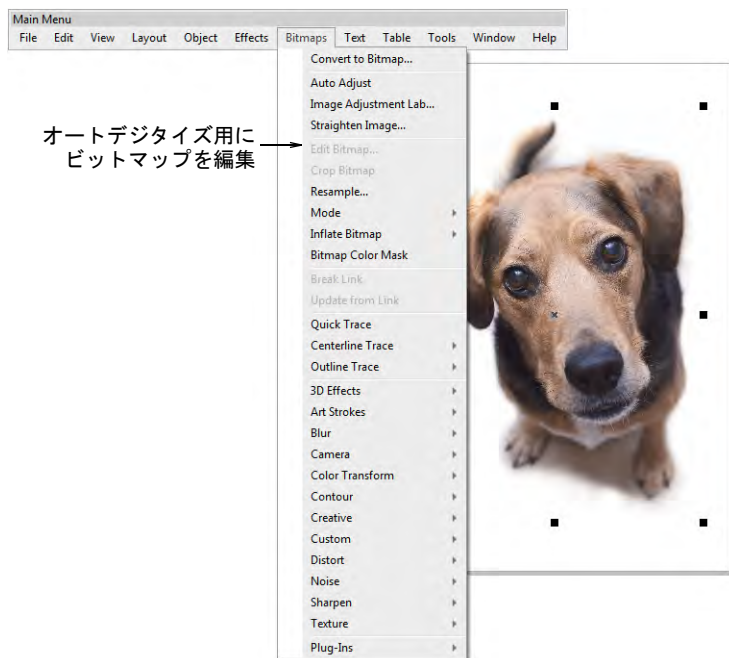 Main Menu
File Edit View Layout Object Effects Bitmaps Text Table Tools Window Help
Convert to Bitmap...
Auto Adjust
Image Adjustment Lab...
Straighten Image...
オートデジタイズ用に
ビットマップを編集
Edit Bitmap...
Crop Bitmap
Resample...
Mode
Inflate Bitmap
Bitmap Color Mask
Break Link
Update from Link
Quick Trace
Centerline Trace
Outline Trace
3D Effects
Art Strokes
Blur
Camera
Color Transform
Contour
Creative
Custom
Distort
Noise
Sharpen
Texture
Plug-Ins